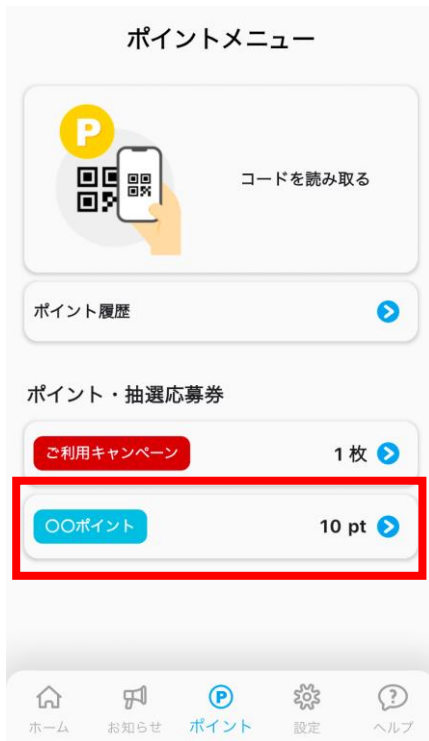 ポイントメニュー
P
コードを読み取る
ポイント履歴
ポイント・抽選応募券
ご利用キャンペーン 1 枚
〇〇ポイント 10 pt
P
ホーム お知らせ ポイント 設定 ヘルプ